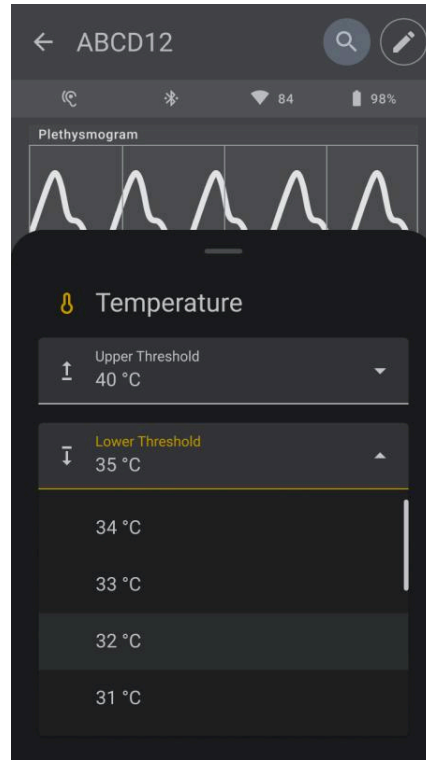 ABCD12
84
98%
Plethysmogram
Temperature
Upper Threshold
40 °C
Lower Threshold
35 °C
34 °C
33 °C
32 °C
31 °C